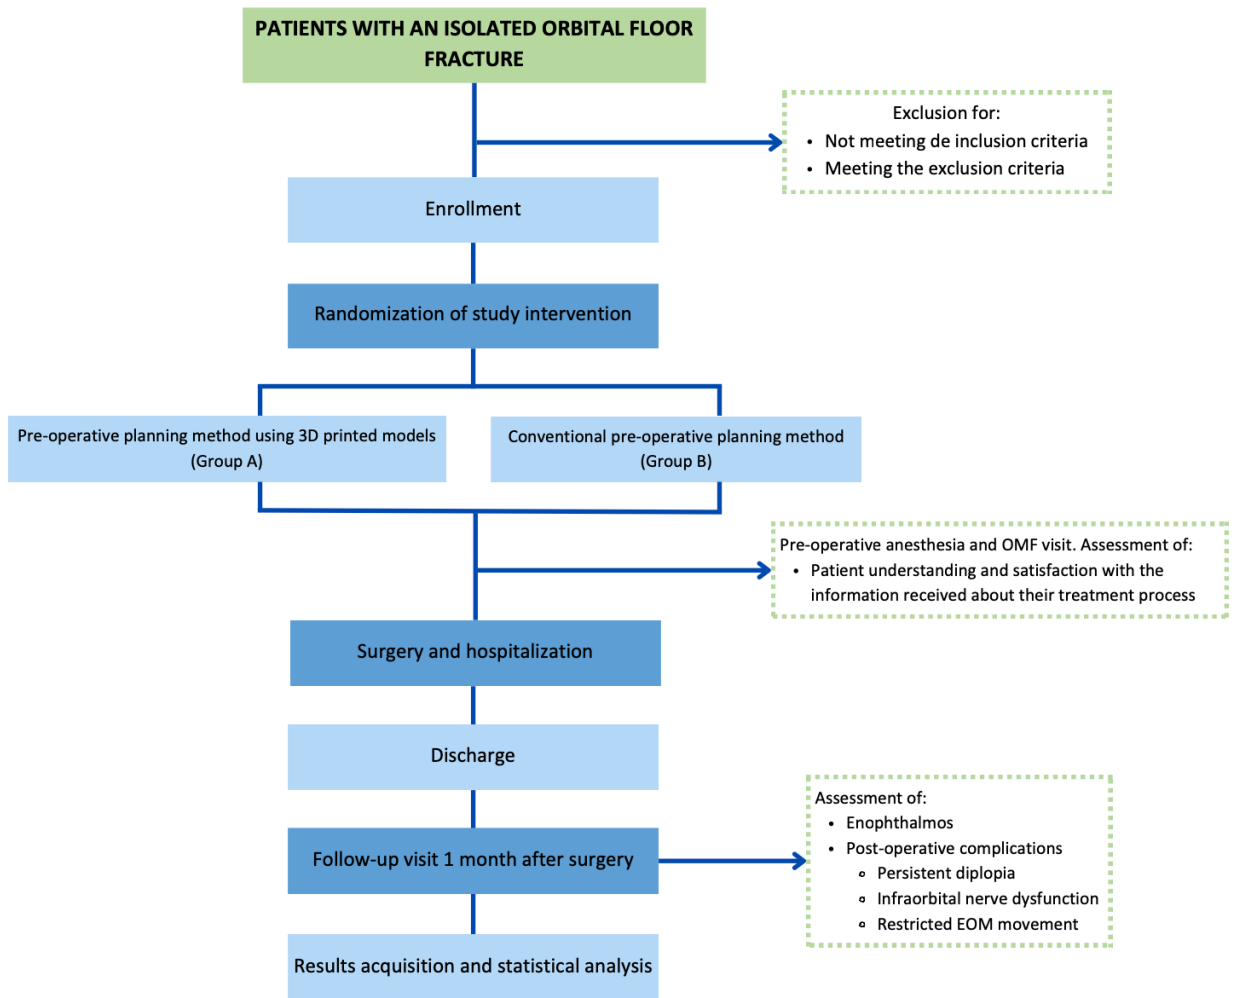 PATIENTS WITH AN ISOLATED ORBITAL FLOOR
FRACTURE
Exclusion for:
• Not meeting de inclusion criteria
• Meeting the exclusion criteria
Enrollment
Randomization of study intervention
Pre-operative planning method using 3D printed models
(Group A)
Conventional pre-operative planning method
(Group B)
Pre-operative anesthesia and OMF visit. Assessment of:
• Patient understanding and satisfaction with the
information received about their treatment process
Surgery and hospitalization
Discharge
Follow-up visit 1 month after surgery
Assessment of:
• Enophthalmos
• Post-operative complications
◦ Persistent diplopia
◦ Infraorbital nerve dysfunction
◦ Restricted EOM movement
Results acquisition and statistical analysis